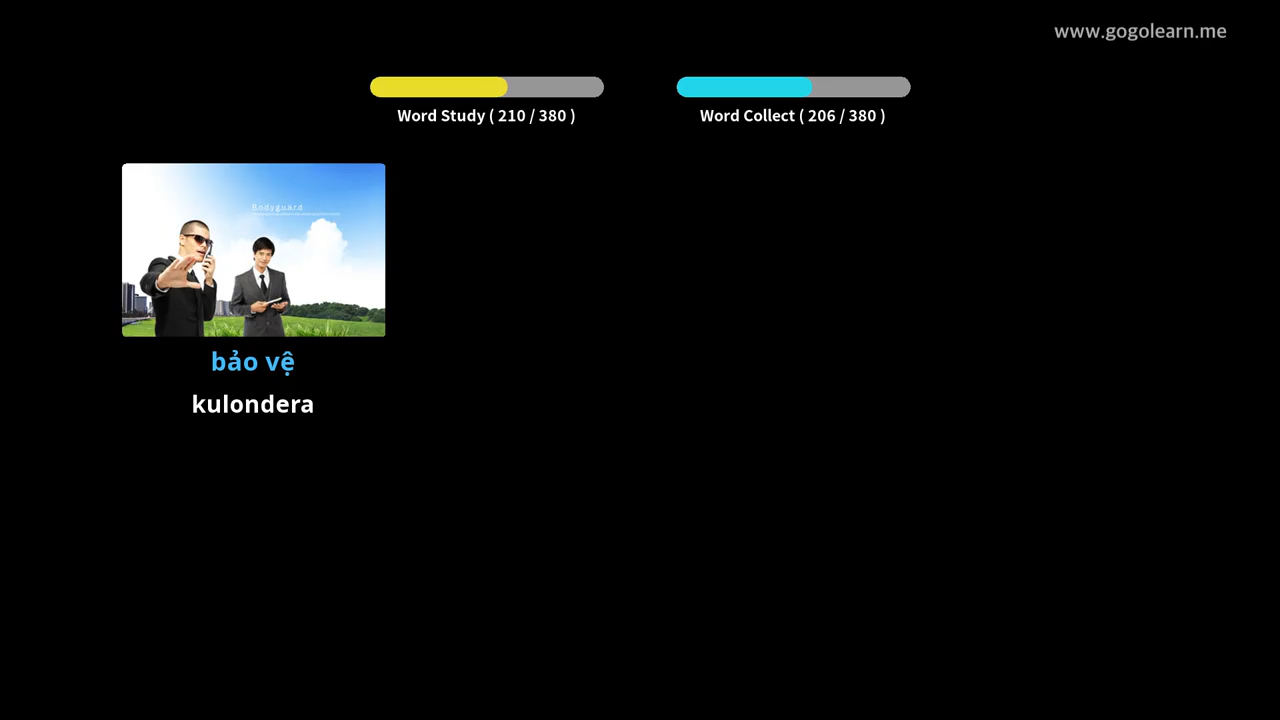 www.gogolearn.me
Word Study ( 210 / 380 )
Word Collect ( 206 / 380 )
Bodyguard
bảo vệ
kulondera